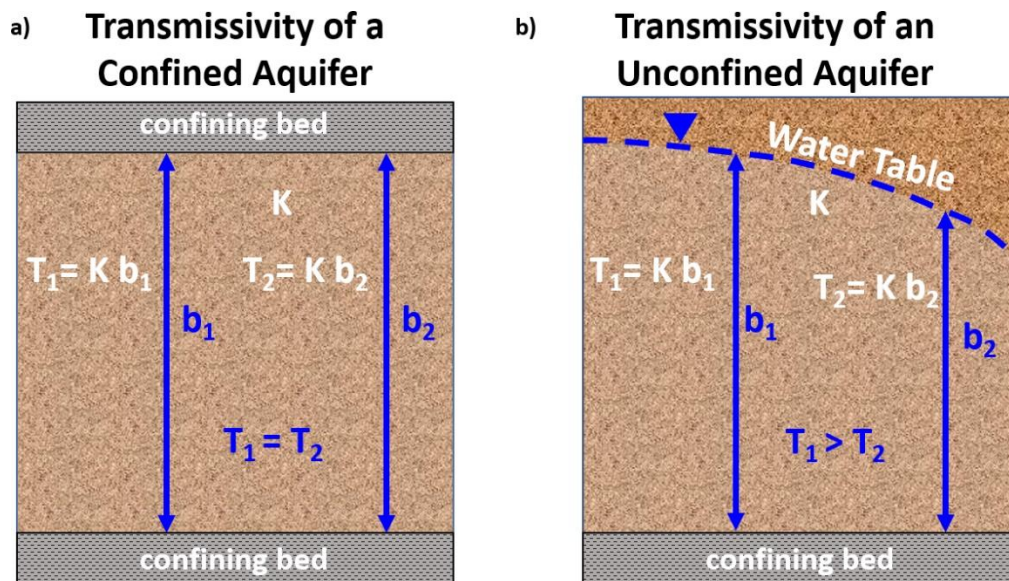 a)
Transmissivity of a
Confined Aquifer
confining bed
K
T₁= K b₁
T₂= K b₂
b₁
b₂
T₁ = T₂
confining bed
b)
Transmissivity of an
Unconfined Aquifer
Water Table
K
T₁= K b₁
T₂= K b₂
b₁
b₂
T₁ > T₂
confining bed